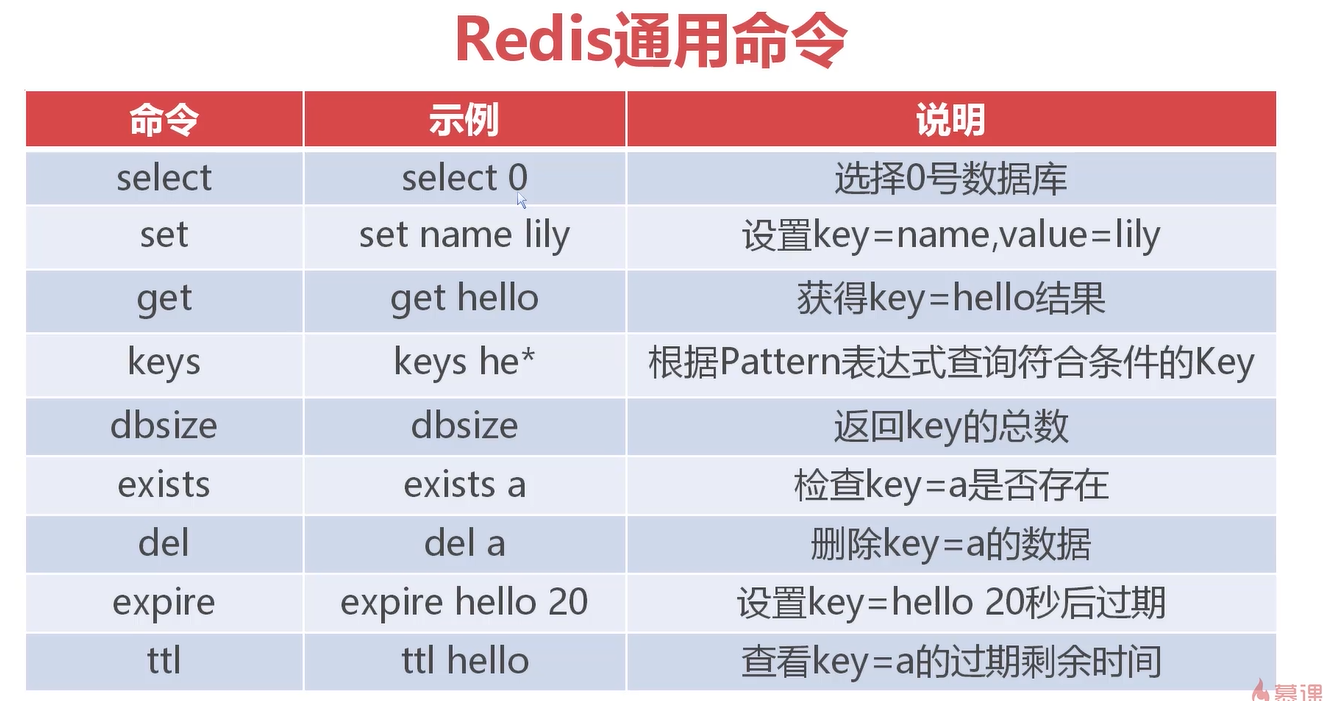 Redis通用命令
命令 示例 说明
select select 0 选择0号数据库
set set name lily 设置key=name,value=lily
get get hello 获得key=hello结果
keys keys he* 根据Pattern表达式查询符合条件的Key
dbsize dbsize 返回key的总数
exists exists a 检查key=a是否存在
del del a 删除key=a的数据
expire expire hello 20 设置key=hello 20秒后过期
ttl ttl hello 查看key=a的过期剩余时间
慕课